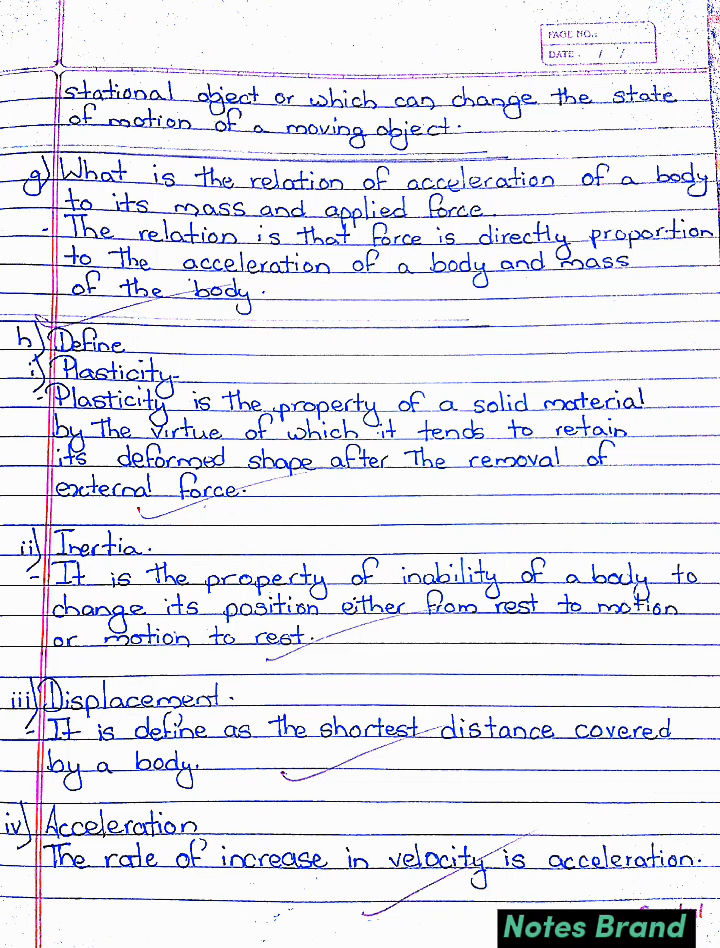 PAGE NO.:
DATE : / /
stational object or which can change the state
of motion of a moving object.
g) What is the relation of acceleration of a body
to its mass and applied force.
- The relation is that force is directly proportion
to the acceleration of a body and mass
of the body.
h) Define
i) Plasticity-
- Plasticity is the property of a solid material
by the virtue of which it tends to retain
its deformed shape after the removal of
external force.
ii) Inertia.
- It is the property of inability of a body to
change its position either from rest to motion
or motion to rest.
iii) Displacement.
- It is define as the shortest distance covered
by a body.
iv) Acceleration
The rate of increase in velocity is acceleration.
Notes Brand